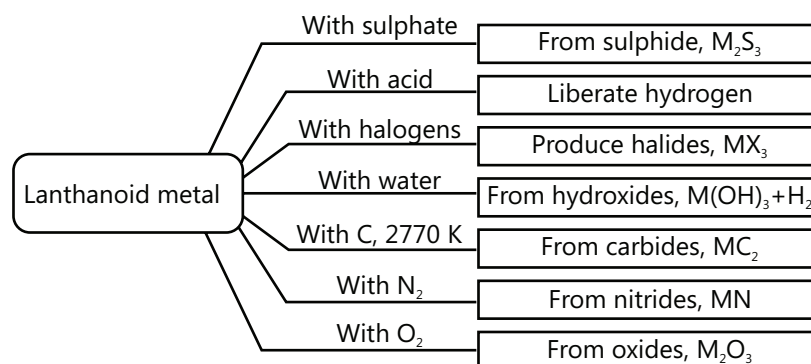 With sulphate
From sulphide, M₂S₃
With acid
Liberate hydrogen
With halogens
Produce halides, MX₃
Lanthanoid metal
With water
From hydroxides, M(OH)₃+H₂
With C, 2770 K
From carbides, MC₂
With N₂
From nitrides, MN
With O₂
From oxides, M₂O₃